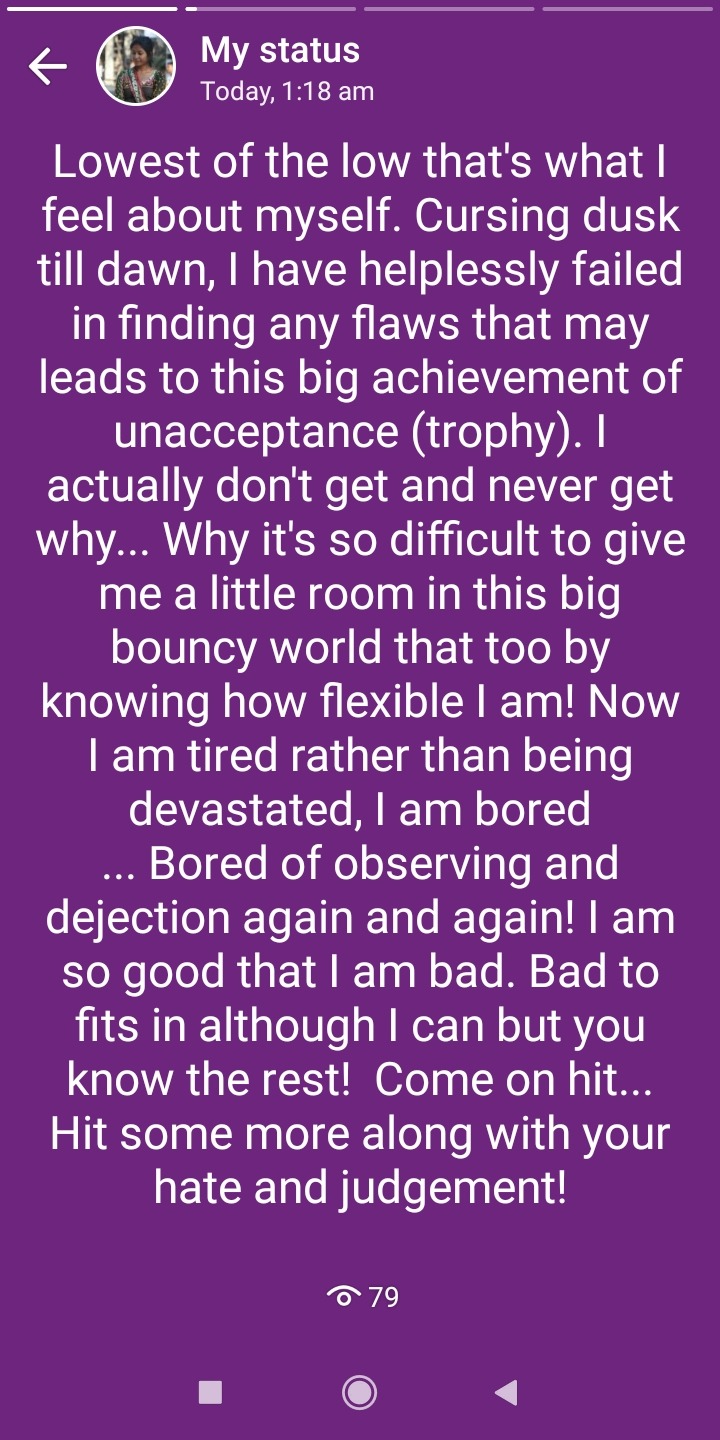 My status
Today, 1:18 am
Lowest of the low that's what I
feel about myself. Cursing dusk
till dawn, I have helplessly failed
in finding any flaws that may
leads to this big achievement of
unacceptance (trophy). I
actually don't get and never get
why... Why it's so difficult to give
me a little room in this big
bouncy world that too by
knowing how flexible I am! Now
I am tired rather than being
devastated, I am bored
... Bored of observing and
dejection again and again! I am
so good that I am bad. Bad to
fits in although I can but you
know the rest!  Come on hit...
Hit some more along with your
hate and judgement!
79